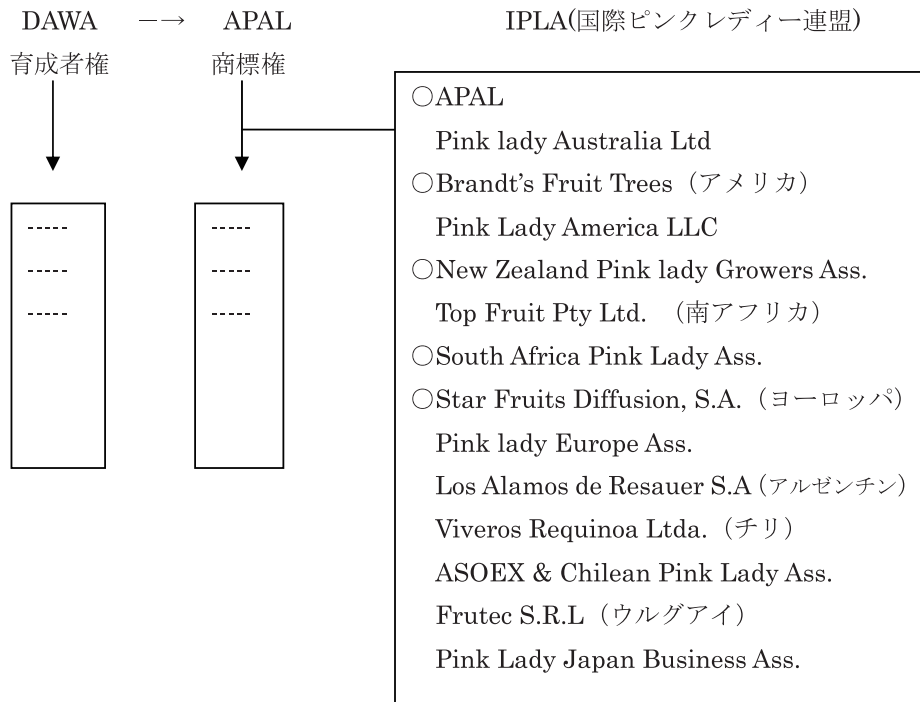 DAWA －→ APAL IPLA(国際ピンクレディー連盟)
育成者権 商標権
○APAL
Pink lady Australia Ltd
○Brandt's Fruit Trees（アメリカ）
Pink Lady America LLC
○New Zealand Pink lady Growers Ass.
Top Fruit Pty Ltd. （南アフリカ）
○South Africa Pink Lady Ass.
○Star Fruits Diffusion, S.A.（ヨーロッパ）
Pink lady Europe Ass.
Los Alamos de Resauer S.A（アルゼンチン）
Viveros Requinoa Ltda.（チリ）
ASOEX & Chilean Pink Lady Ass.
Frutec S.R.L（ウルグアイ）
Pink Lady Japan Business Ass.